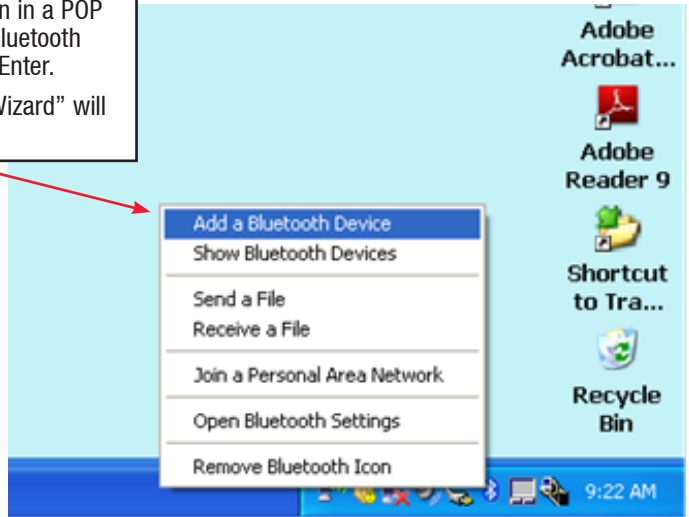 n in a POP
luetooth
Enter.
Wizard” will
Adobe
Acrobat...
Adobe
Reader 9
Shortcut
to Tra...
Recycle
Bin
Add a Bluetooth Device
Show Bluetooth Devices
Send a File
Receive a File
Join a Personal Area Network
Open Bluetooth Settings
Remove Bluetooth Icon
9:22 AM